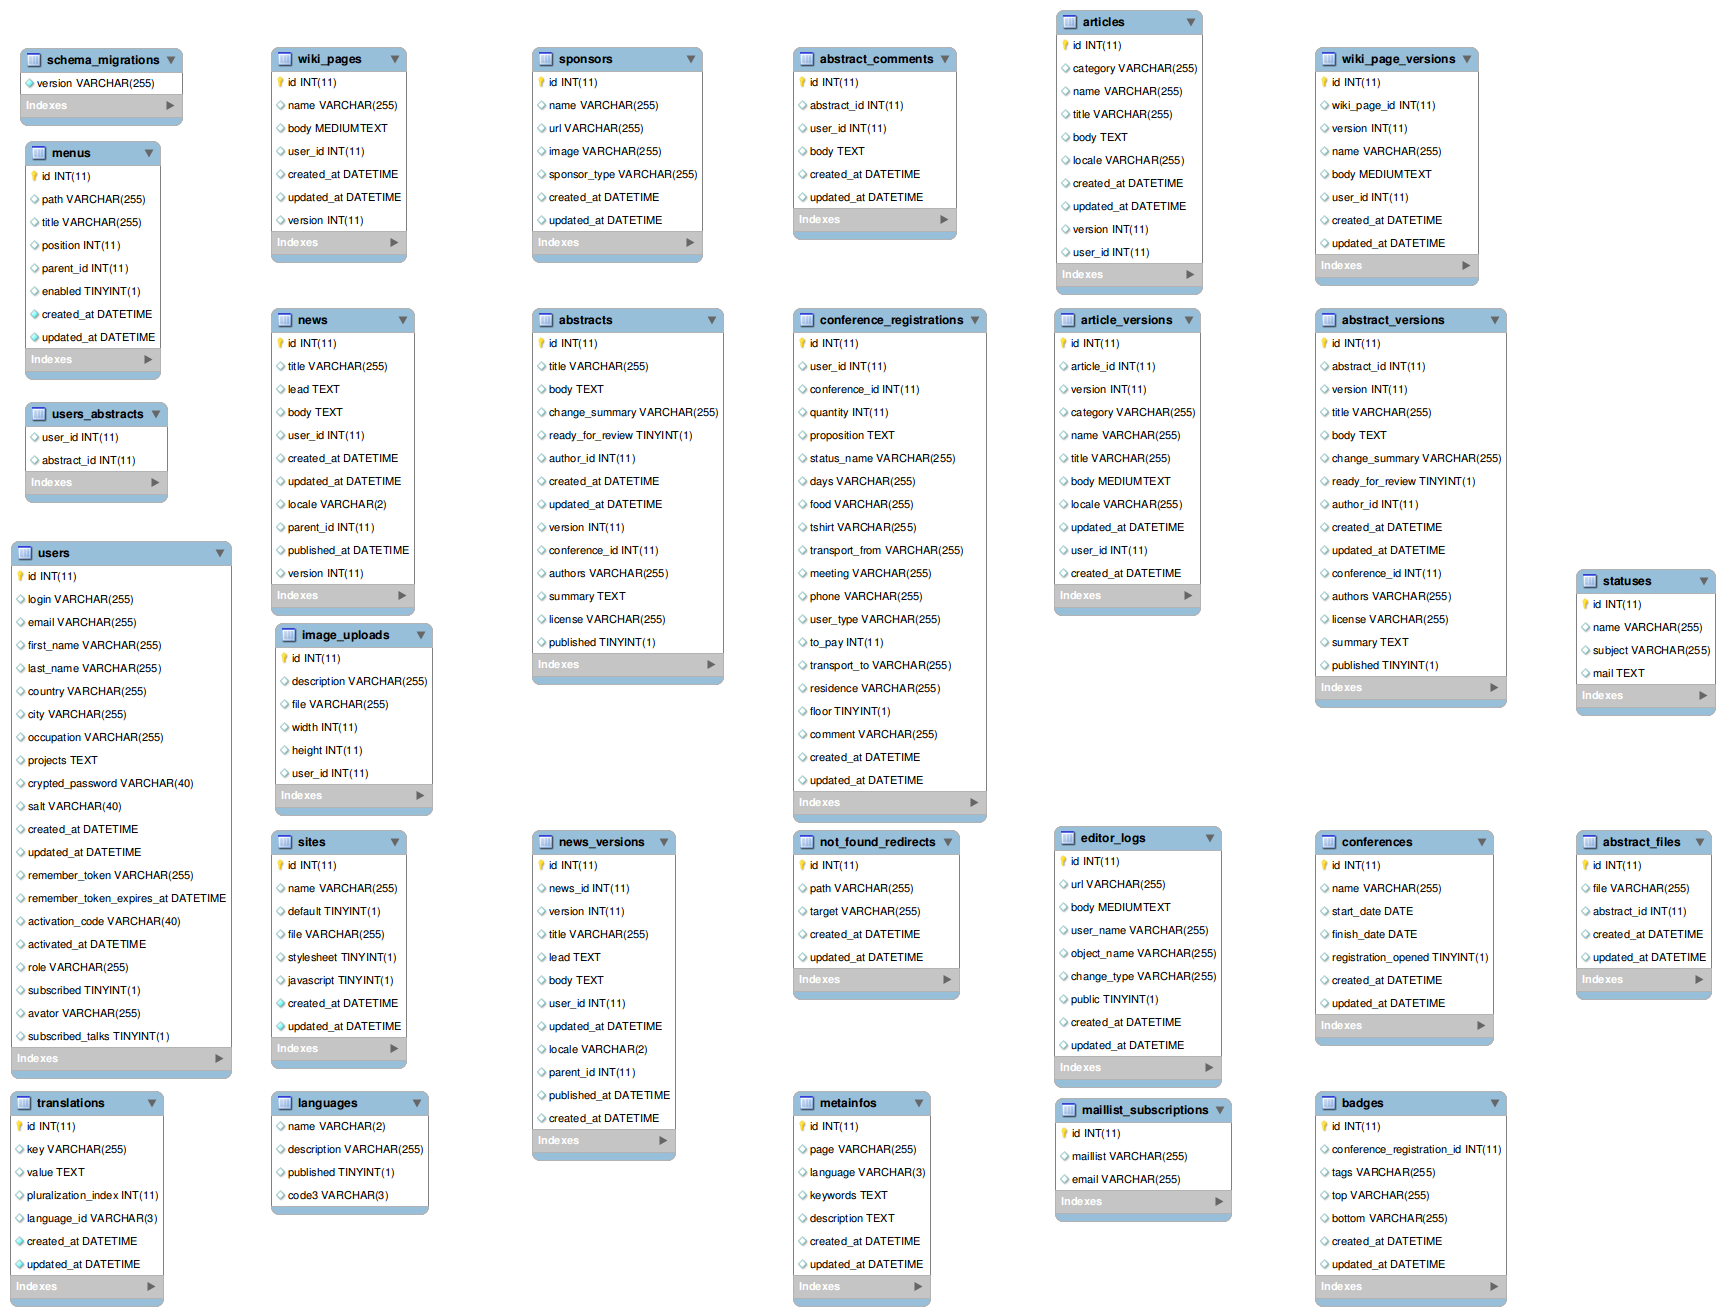 schema_migrations
version VARCHAR(255)
Indexes
menus
id INT(11)
path VARCHAR(255)
title VARCHAR(255)
position INT(11)
parent_id INT(11)
enabled TINYINT(1)
created_at DATETIME
updated_at DATETIME
Indexes
users_abstracts
user_id INT(11)
abstract_id INT(11)
Indexes
users
id INT(11)
login VARCHAR(255)
email VARCHAR(255)
first_name VARCHAR(255)
last_name VARCHAR(255)
country VARCHAR(255)
city VARCHAR(255)
occupation VARCHAR(255)
projects TEXT
crypted_password VARCHAR(40)
salt VARCHAR(40)
created_at DATETIME
updated_at DATETIME
remember_token VARCHAR(255)
remember_token_expires_at DATETIME
activation_code VARCHAR(40)
activated_at DATETIME
role VARCHAR(255)
subscribed TINYINT(1)
avator VARCHAR(255)
subscribed_talks TINYINT(1)
Indexes
translations
id INT(11)
key VARCHAR(255)
value TEXT
pluralization_index INT(11)
language_id VARCHAR(3)
created_at DATETIME
updated_at DATETIME
Indexes
wiki_pages
id INT(11)
name VARCHAR(255)
body MEDIUMTEXT
user_id INT(11)
created_at DATETIME
updated_at DATETIME
version INT(11)
Indexes
news
id INT(11)
title VARCHAR(255)
lead TEXT
body TEXT
user_id INT(11)
created_at DATETIME
updated_at DATETIME
locale VARCHAR(2)
parent_id INT(11)
published_at DATETIME
version INT(11)
Indexes
image_uploads
id INT(11)
description VARCHAR(255)
file VARCHAR(255)
width INT(11)
height INT(11)
user_id INT(11)
Indexes
sites
id INT(11)
name VARCHAR(255)
default TINYINT(1)
file VARCHAR(255)
stylesheet TINYINT(1)
javascript TINYINT(1)
created_at DATETIME
updated_at DATETIME
Indexes
languages
name VARCHAR(2)
description VARCHAR(255)
published TINYINT(1)
code3 VARCHAR(3)
sponsors
id INT(11)
name VARCHAR(255)
url VARCHAR(255)
image VARCHAR(255)
sponsor_type VARCHAR(255)
created_at DATETIME
updated_at DATETIME
Indexes
abstracts
id INT(11)
title VARCHAR(255)
body TEXT
change_summary VARCHAR(255)
ready_for_review TINYINT(1)
author_id INT(11)
created_at DATETIME
updated_at DATETIME
version INT(11)
conference_id INT(11)
authors VARCHAR(255)
summary TEXT
license VARCHAR(255)
published TINYINT(1)
Indexes
news_versions
id INT(11)
news_id INT(11)
version INT(11)
title VARCHAR(255)
lead TEXT
body TEXT
user_id INT(11)
updated_at DATETIME
locale VARCHAR(2)
parent_id INT(11)
published_at DATETIME
created_at DATETIME
Indexes
abstract_comments
id INT(11)
abstract_id INT(11)
user_id INT(11)
body TEXT
created_at DATETIME
updated_at DATETIME
Indexes
conference_registrations
id INT(11)
user_id INT(11)
conference_id INT(11)
quantity INT(11)
proposition TEXT
status_name VARCHAR(255)
days VARCHAR(255)
food VARCHAR(255)
tshirt VARCHAR(255)
transport_from VARCHAR(255)
meeting VARCHAR(255)
phone VARCHAR(255)
user_type VARCHAR(255)
to_pay INT(11)
transport_to VARCHAR(255)
residence VARCHAR(255)
floor TINYINT(1)
comment VARCHAR(255)
created_at DATETIME
updated_at DATETIME
Indexes
not_found_redirects
id INT(11)
path VARCHAR(255)
target VARCHAR(255)
created_at DATETIME
updated_at DATETIME
Indexes
metainfos
id INT(11)
page VARCHAR(255)
language VARCHAR(3)
keywords TEXT
description TEXT
created_at DATETIME
updated_at DATETIME
Indexes
articles
id INT(11)
category VARCHAR(255)
name VARCHAR(255)
title VARCHAR(255)
body TEXT
locale VARCHAR(255)
created_at DATETIME
updated_at DATETIME
version INT(11)
user_id INT(11)
Indexes
article_versions
id INT(11)
article_id INT(11)
version INT(11)
category VARCHAR(255)
name VARCHAR(255)
title VARCHAR(255)
body MEDIUMTEXT
locale VARCHAR(255)
updated_at DATETIME
user_id INT(11)
created_at DATETIME
Indexes
editor_logs
id INT(11)
url VARCHAR(255)
body MEDIUMTEXT
user_name VARCHAR(255)
object_name VARCHAR(255)
change_type VARCHAR(255)
public TINYINT(1)
created_at DATETIME
updated_at DATETIME
Indexes
maillist_subscriptions
id INT(11)
maillist VARCHAR(255)
email VARCHAR(255)
Indexes
wiki_page_versions
id INT(11)
wiki_page_id INT(11)
version INT(11)
name VARCHAR(255)
body MEDIUMTEXT
user_id INT(11)
created_at DATETIME
updated_at DATETIME
Indexes
abstract_versions
id INT(11)
abstract_id INT(11)
version INT(11)
title VARCHAR(255)
body TEXT
change_summary VARCHAR(255)
ready_for_review TINYINT(1)
author_id INT(11)
created_at DATETIME
updated_at DATETIME
conference_id INT(11)
authors VARCHAR(255)
license VARCHAR(255)
summary TEXT
published TINYINT(1)
Indexes
conferences
id INT(11)
name VARCHAR(255)
start_date DATE
finish_date DATE
registration_opened TINYINT(1)
created_at DATETIME
updated_at DATETIME
Indexes
badges
id INT(11)
conference_registration_id INT(11)
tags VARCHAR(255)
top VARCHAR(255)
bottom VARCHAR(255)
created_at DATETIME
updated_at DATETIME
Indexes
statuses
id INT(11)
name VARCHAR(255)
subject VARCHAR(255)
mail TEXT
Indexes
abstract_files
id INT(11)
file VARCHAR(255)
abstract_id INT(11)
created_at DATETIME
updated_at DATETIME
Indexes